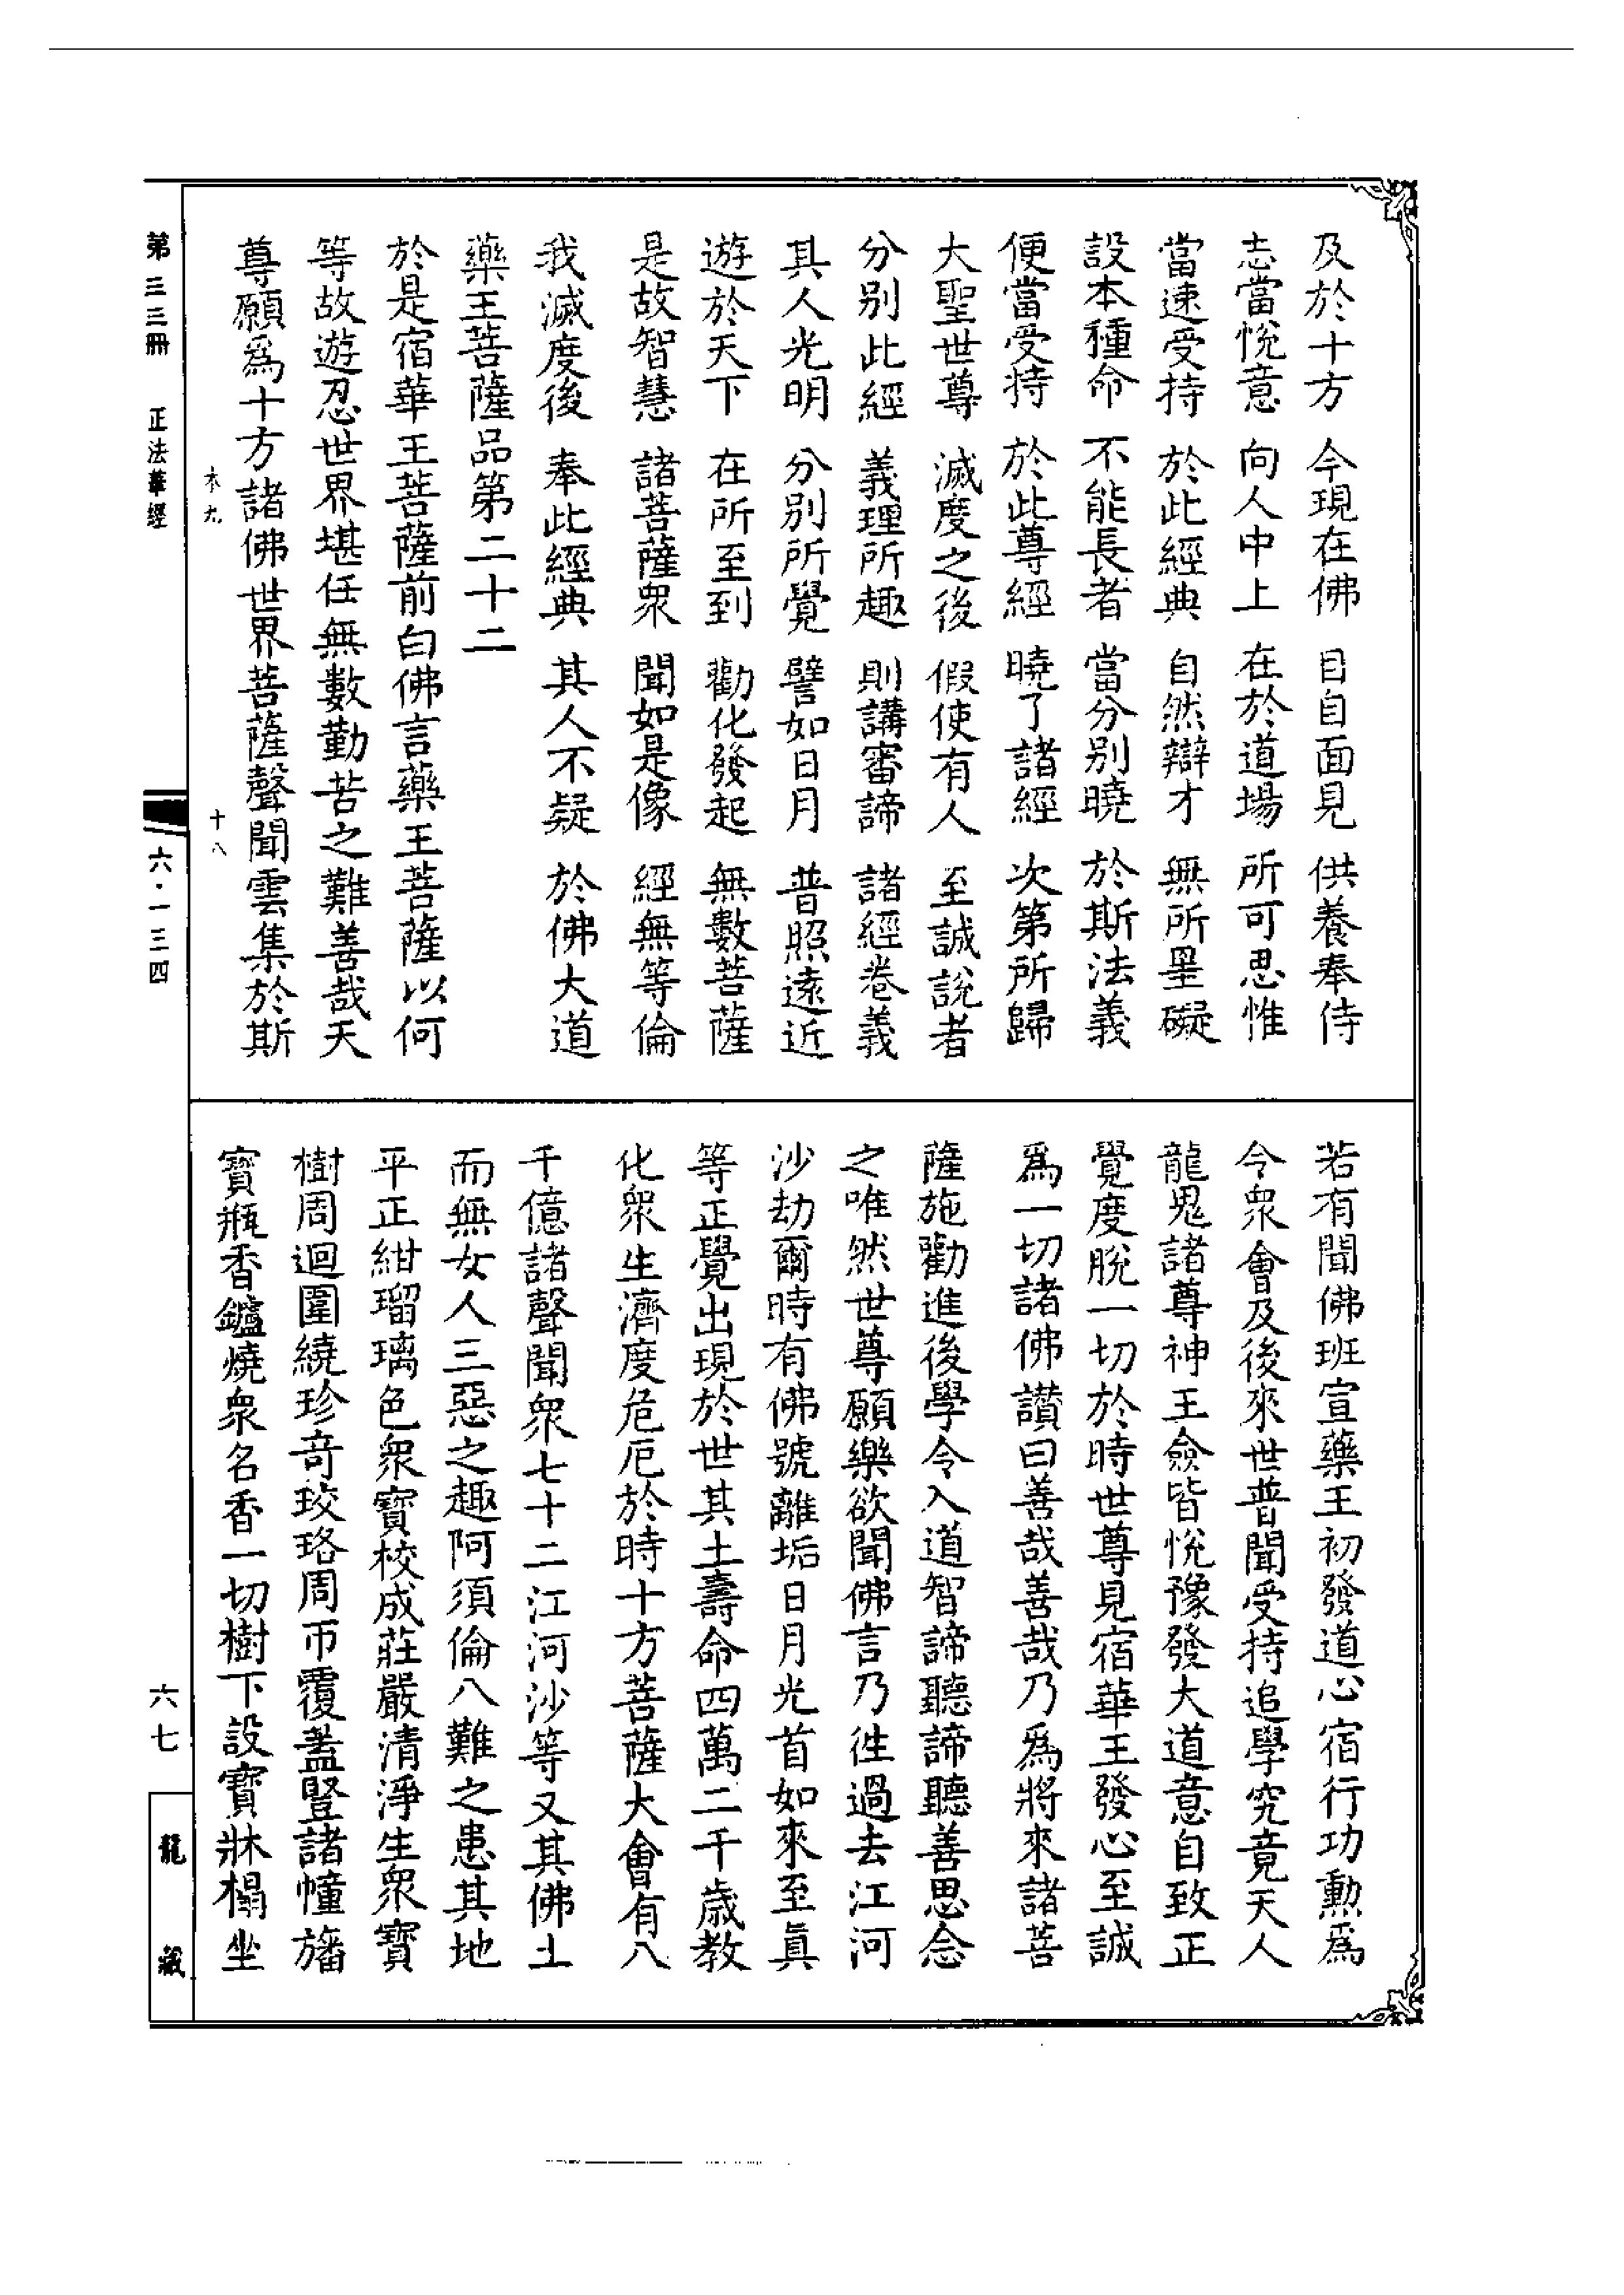 及於十方　今現在佛　目自面見　供養奉侍
志當悅意　向人中上　在於道場　所可思惟
當速受持　於此經典　自然辯才　無所罣礙
設本種命　不能長者　當分別曉　於斯法義
便當受持　於此尊經　曉了諸經　次第所歸
大聖世尊　滅度之後　假使有人　至誠說者
分別此經　義理所趣　則講審諦　諸經卷義
其人光明　分別所覺　譬如日月　普照遠近
遊於天下　在所至到　勸化發起　無數菩薩
是故智慧　諸菩薩眾　聞如是像　經無等倫
我滅度後　奉此經典　其人不疑　於佛大道
藥王菩薩品第二十二
於是宿華王菩薩前白佛言藥王菩薩以何
等故遊忍世界堪任無數勤苦之難善哉天
尊願為十方諸佛世界菩薩聲聞雲集於斯
若有聞佛班宣藥王初發道心宿行功勳為
今眾會及後來世普聞受持追學究竟天人
龍鬼諸尊神王僉皆悅豫發大道意自致正
覺度脫一切於時世尊見宿華王發心至誠
為一切諸佛讚曰善哉善哉乃為將來諸菩
薩施勸進後學令入道智諦聽諦聽善思念
之唯然世尊願樂欲聞佛言乃徃過去江河
沙劫爾時有佛號離垢日月光首如來至真
等正覺出現於世其土壽命四萬二千歲教
化眾生濟度危厄於時十方菩薩大會有八
千億諸聲聞眾七十二江河沙等又其佛土
而無女人三惡之趣阿須倫八難之患其地
平正紺瑠璃色眾寶校成莊嚴清淨生眾寶
樹周迴圍繞珍奇珓珞周帀覆蓋豎諸幢旛
寶瓶香鑪燒眾名香一切樹下設寶牀榻坐
第三三冊　正法華經
六·一三四
六七
龍藏
十八